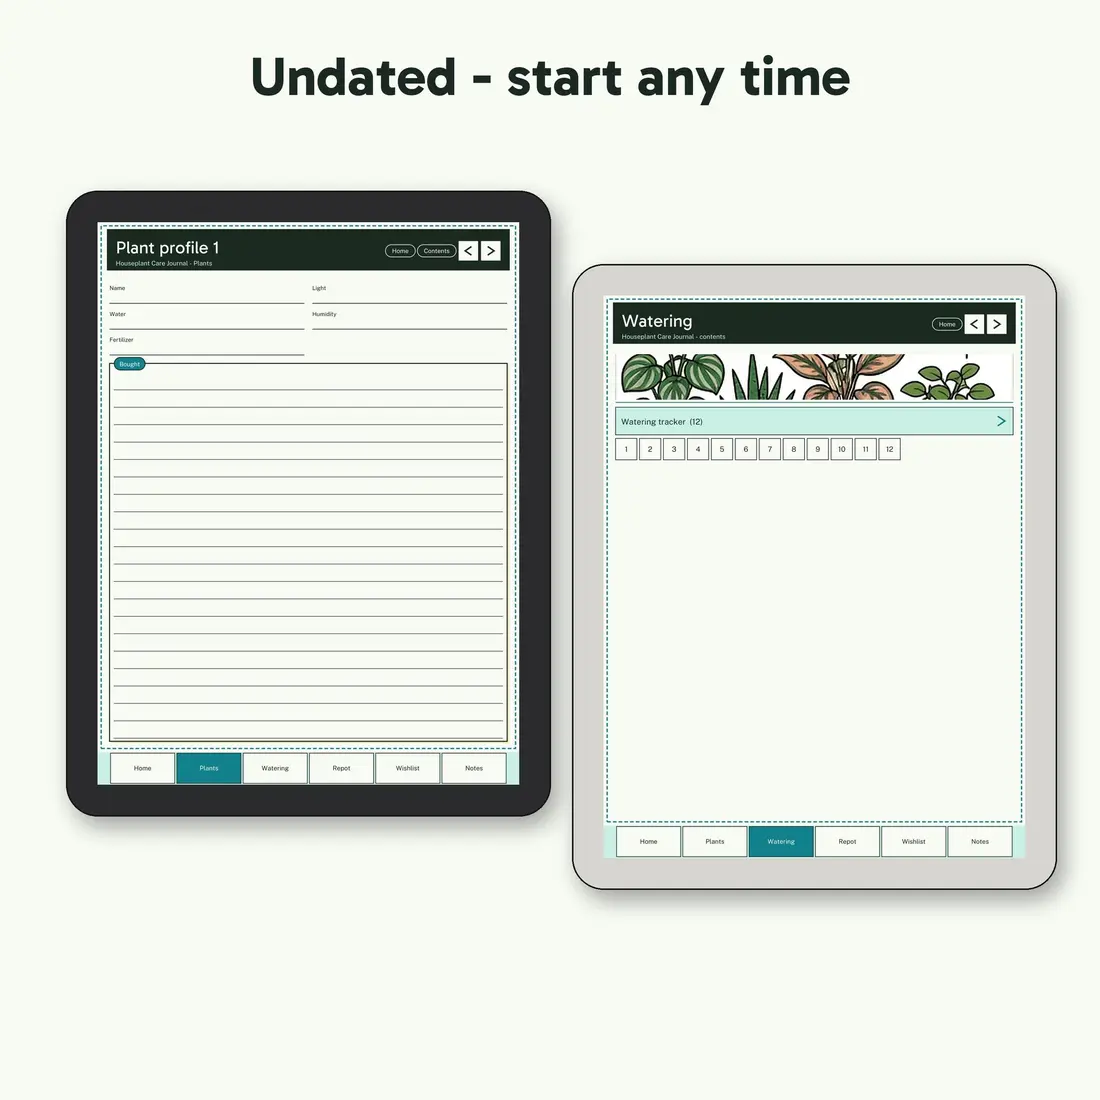 Undated - start any time
Plant profile 1
Houseplant Care Journal - Plants
Home Contents < >
Name Light
Water Humidity
Fertilizer
Bought
Home Plants Watering Repot Wishlist Notes
Watering
Houseplant Care Journal - contents
Home < >
Watering tracker (12) >
1 2 3 4 5 6 7 8 9 10 11 12
Home Plants Watering Repot Wishlist Notes